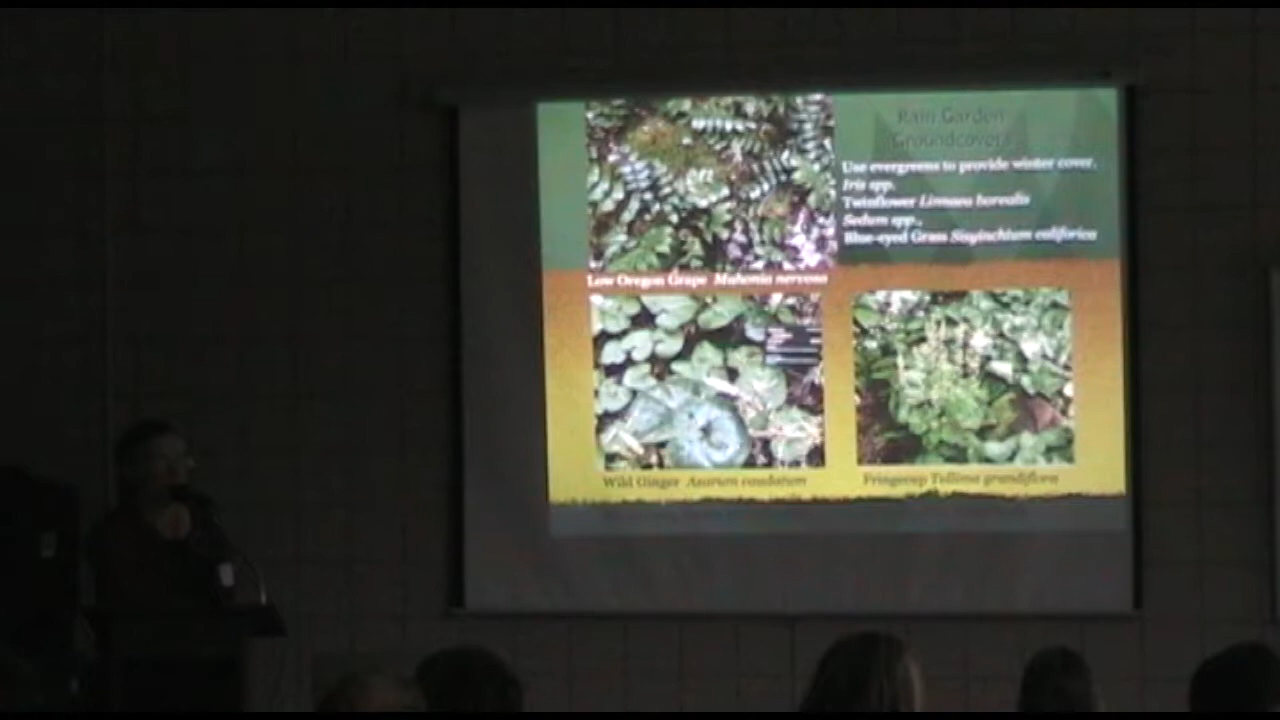 Rain Garden
Groundcovers
Use evergreens to provide winter cover.
Iris spp.
Twinflower Linnaea borealis
Sedum spp.,
Blue-eyed Grass Sisyinchium califorica
Low Oregon Grape Mahonia nervosa
Wild Ginger Asarum caudatum
Fringecup Tellima grandiflora